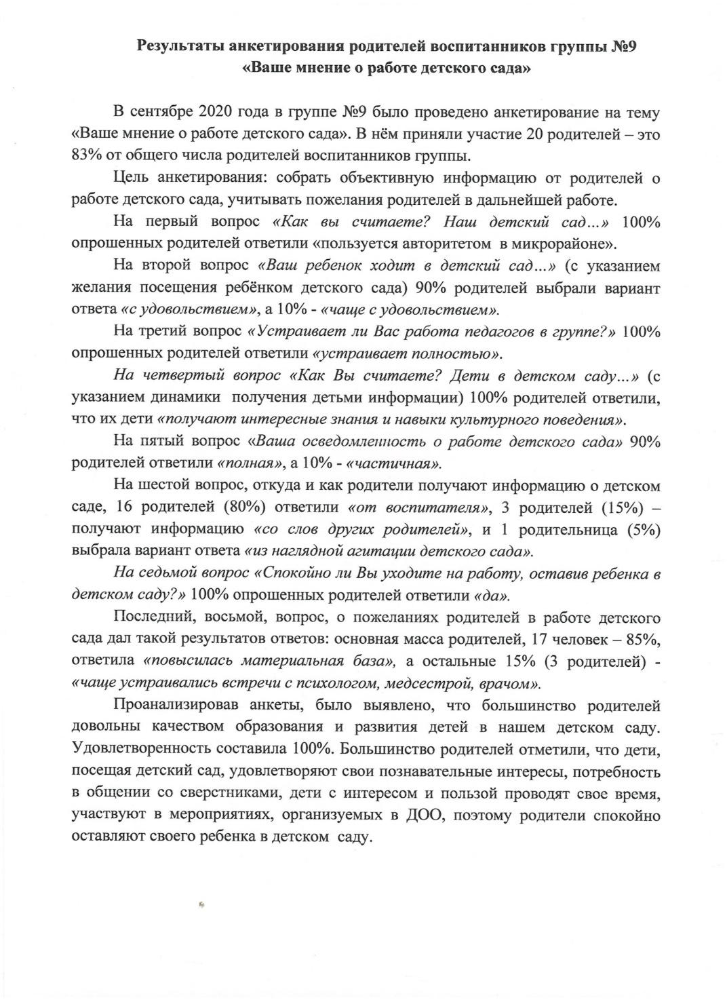 Результаты анкетирования родителей воспитанников группы №9
«Ваше мнение о работе детского сада»
В сентябре 2020 года в группе №9 было проведено анкетирование на тему
«Ваше мнение о работе детского сада». В нём приняли участие 20 родителей – это
83% от общего числа родителей воспитанников группы.
Цель анкетирования: собрать объективную информацию от родителей о
работе детского сада, учитывать пожелания родителей в дальнейшей работе.
На первый вопрос «Как вы считаете? Наш детский сад…» 100%
опрошенных родителей ответили «пользуется авторитетом в микрорайоне».
На второй вопрос «Ваш ребенок ходит в детский сад…» (с указанием
желания посещения ребёнком детского сада) 90% родителей выбрали вариант
ответа «с удовольствием», а 10% - «чаще с удовольствием».
На третий вопрос «Устраивает ли Вас работа педагогов в группе?» 100%
опрошенных родителей ответили «устраивает полностью».
На четвертый вопрос «Как Вы считаете? Дети в детском саду…» (с
указанием динамики получения детьми информации) 100% родителей ответили,
что их дети «получают интересные знания и навыки культурного поведения».
На пятый вопрос «Ваша осведомленность о работе детского сада» 90%
родителей ответили «полная», а 10% - «частичная».
На шестой вопрос, откуда и как родители получают информацию о детском
саде, 16 родителей (80%) ответили «от воспитателя», 3 родителей (15%) –
получают информацию «со слов других родителей», и 1 родительница (5%)
выбрала вариант ответа «из наглядной агитации детского сада».
На седьмой вопрос «Спокойно ли Вы уходите на работу, оставив ребенка в
детском саду?» 100% опрошенных родителей ответили «да».
Последний, восьмой, вопрос, о пожеланиях родителей в работе детского
сада дал такой результатов ответов: основная масса родителей, 17 человек – 85%,
ответила «повысилась материальная база», а остальные 15% (3 родителей) -
«чаще устраивались встречи с психологом, медсестрой, врачом».
Проанализировав анкеты, было выявлено, что большинство родителей
довольны качеством образования и развития детей в нашем детском саду.
Удовлетворенность составила 100%. Большинство родителей отметили, что дети,
посещая детский сад, удовлетворяют свои познавательные интересы, потребность
в общении со сверстниками, дети с интересом и пользой проводят свое время,
участвуют в мероприятиях, организуемых в ДОО, поэтому родители спокойно
оставляют своего ребенка в детском саду.